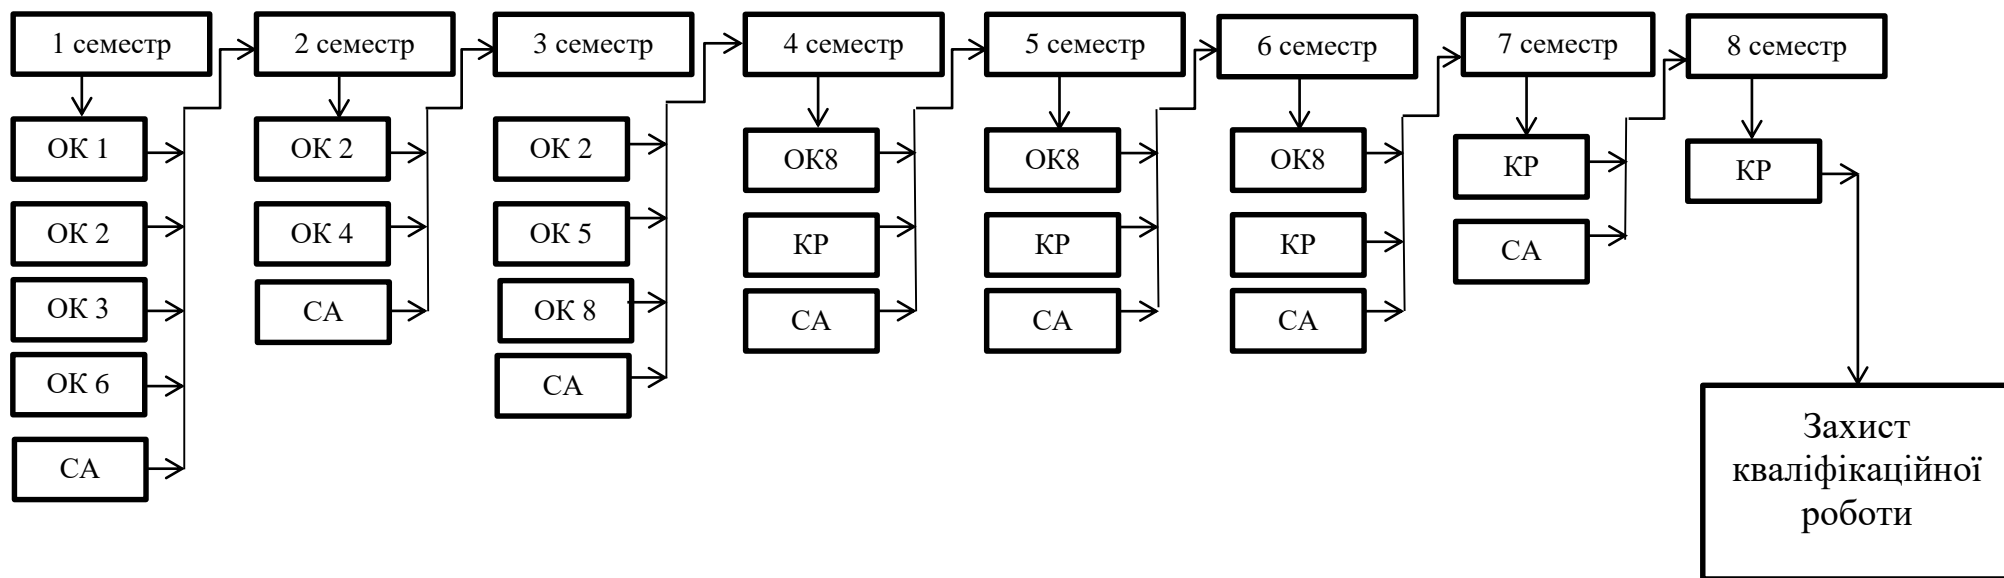 1 семестр
2 семестр
3 семестр
4 семестр
5 семестр
6 семестр
7 семестр
8 семестр
ОК 1
ОК 2
ОК 3
ОК 6
СА
ОК 2
ОК 4
СА
ОК 2
ОК 5
ОК 8
СА
ОК8
КР
СА
ОК8
КР
СА
ОК8
КР
СА
КР
СА
КР
Захист
кваліфікаційної
роботи